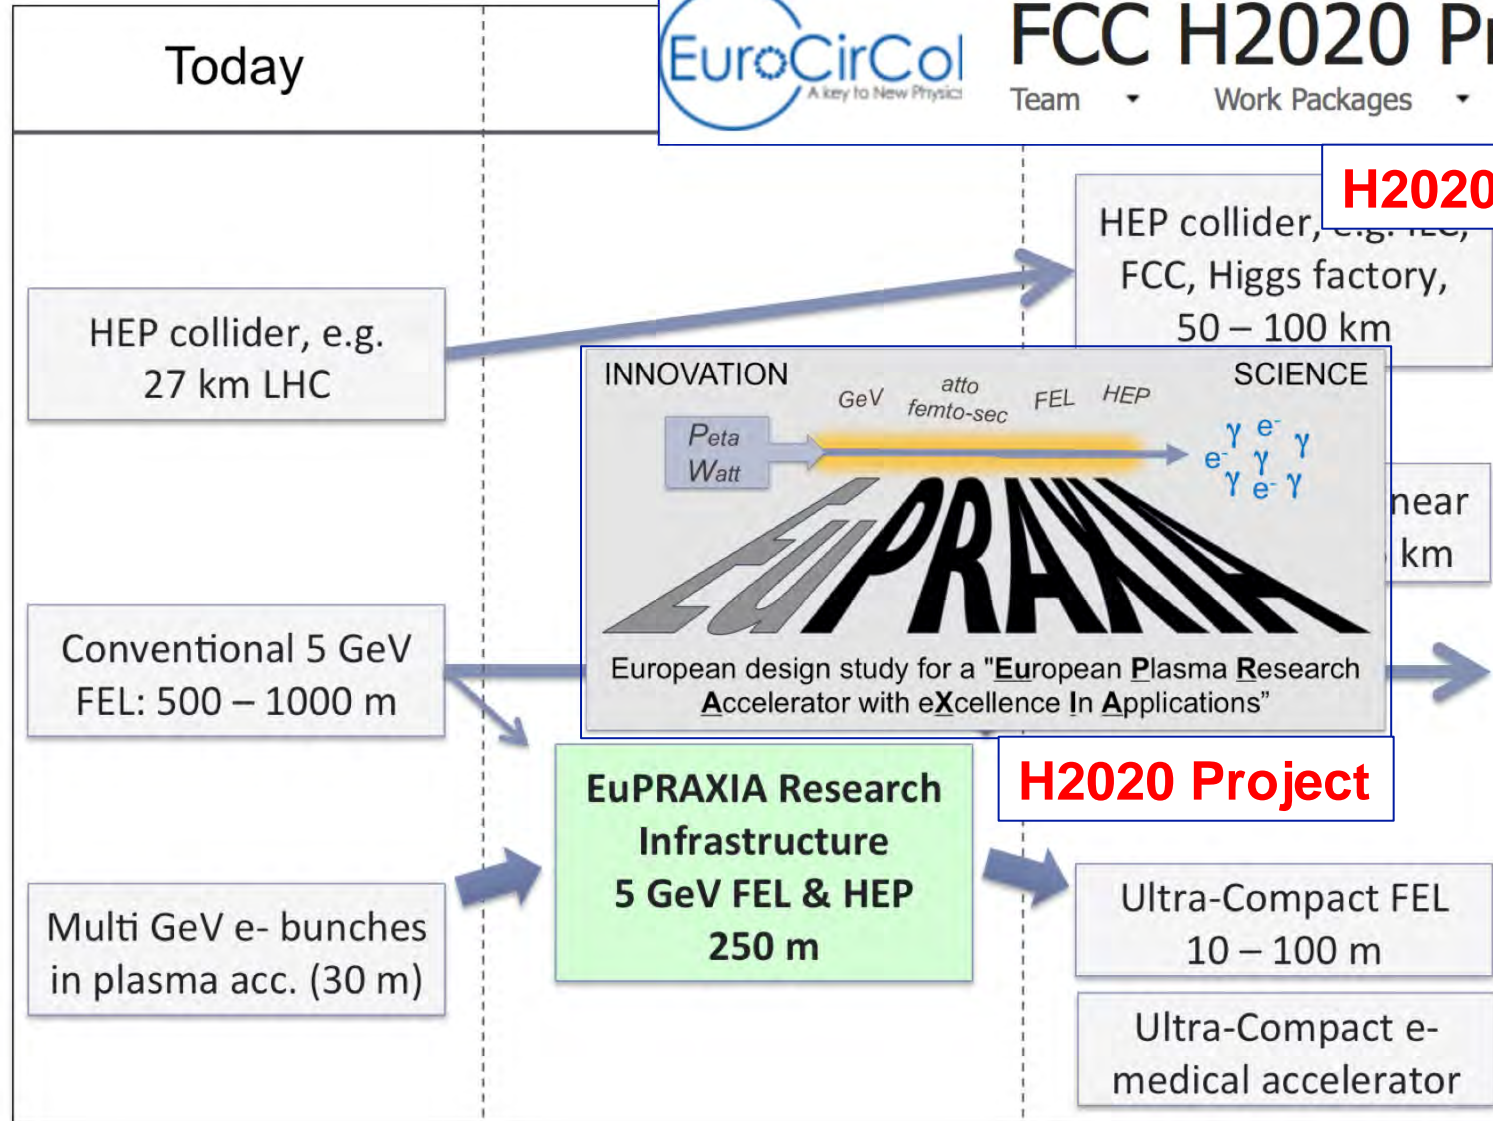 Today
EuroCirCol
A key to New Physics
FCC H2020
Team
Work Packages
H2020
HEP collider, e.g. ILC,
FCC, Higgs factory,
50 – 100 km
HEP collider, e.g.
27 km LHC
INNOVATION
SCIENCE
GeV
atto
femto-sec
FEL
HEP
Peta
Watt
γ e- γ
e- γ
γ e- γ
EuPRAXIA
European design study for a "European Plasma Research
Accelerator with eXcellence In Applications”
near
km
Conventional 5 GeV
FEL: 500 – 1000 m
H2020 Project
EuPRAXIA Research
Infrastructure
5 GeV FEL & HEP
250 m
Multi GeV e- bunches
in plasma acc. (30 m)
Ultra-Compact FEL
10 – 100 m
Ultra-Compact e-
medical accelerator